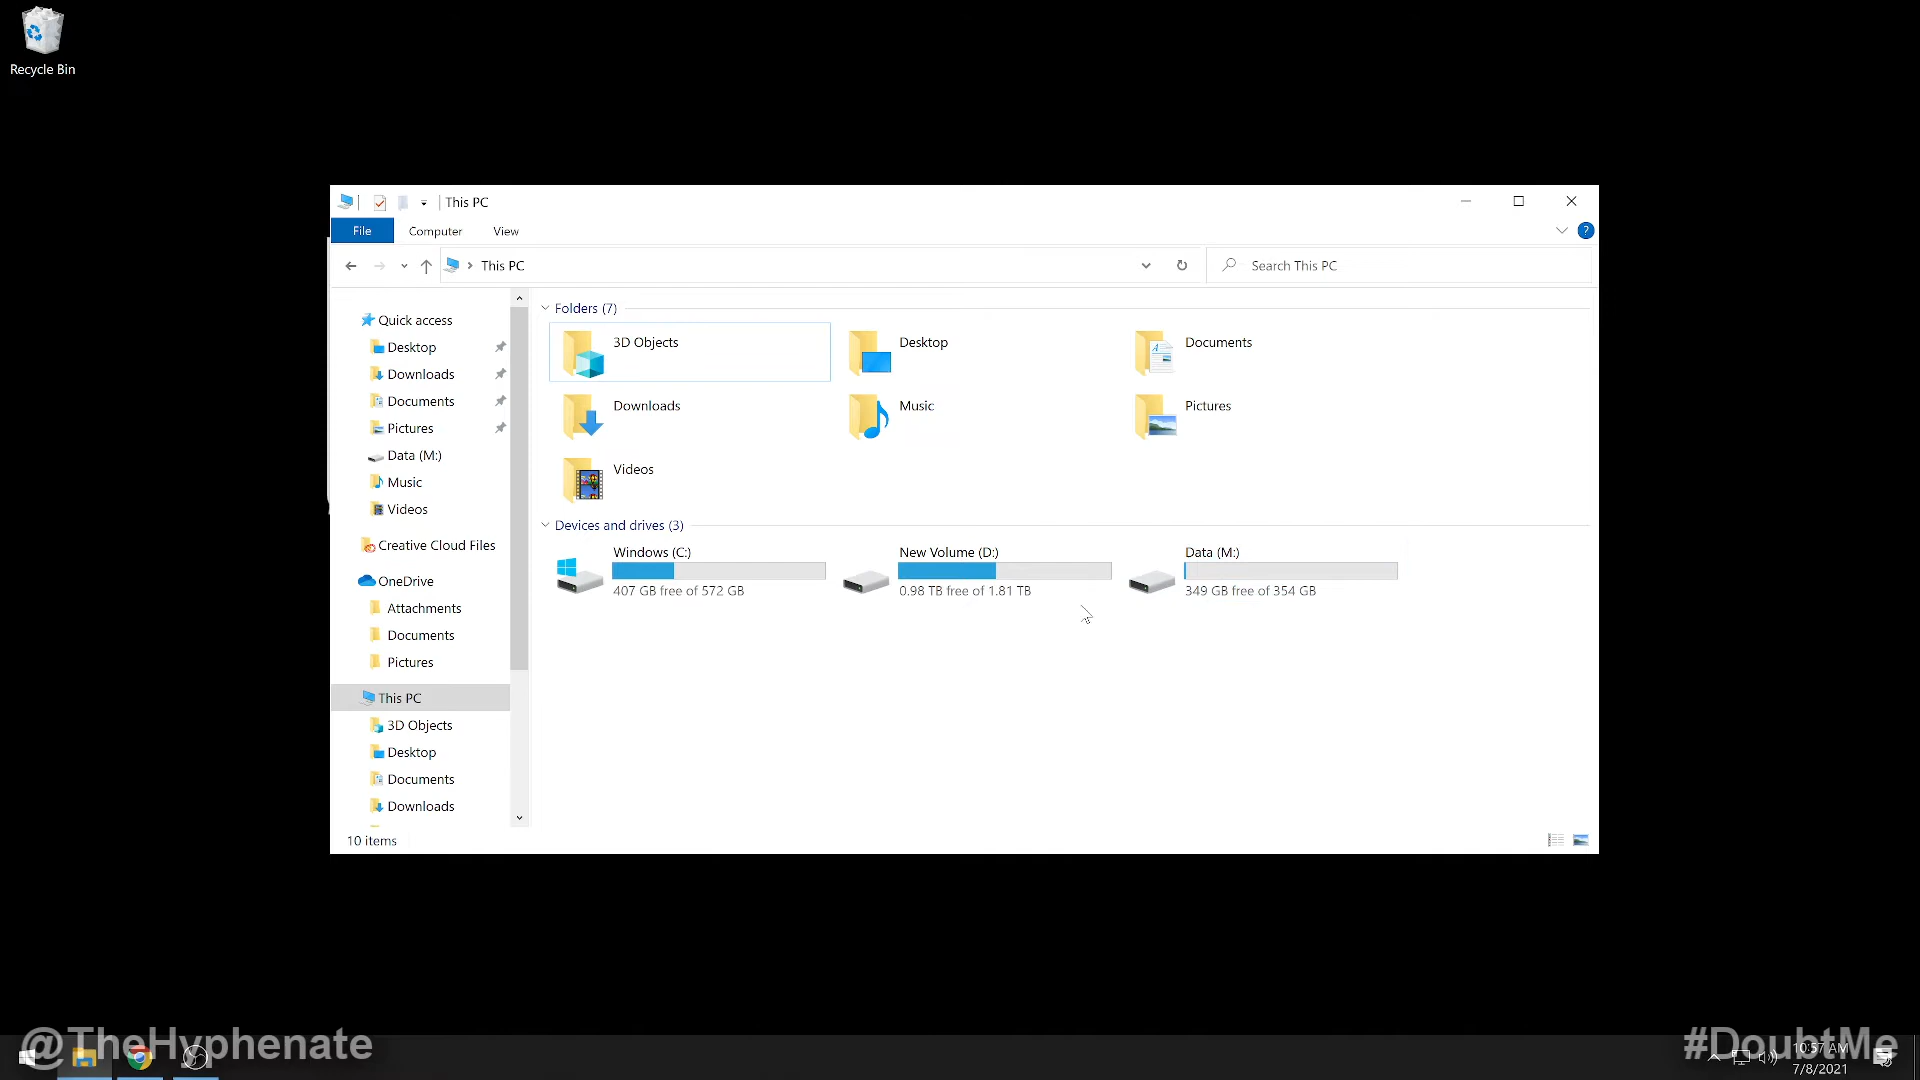 Recycle Bin
This PC
File
Computer
View
?
This PC
Search This PC
Quick access
Desktop
Downloads
Documents
Pictures
Data (M:)
Music
Videos
Creative Cloud Files
OneDrive
Attachments
Documents
Pictures
This PC
3D Objects
Desktop
Documents
Downloads
Folders (7)
3D Objects
Desktop
Documents
Downloads
Music
Pictures
Videos
Devices and drives (3)
Windows (C:)
407 GB free of 572 GB
New Volume (D:)
0.98 TB free of 1.81 TB
Data (M:)
349 GB free of 354 GB
10 items
@TheHyphenate
#DoubtMe
10:57 AM
7/8/2021